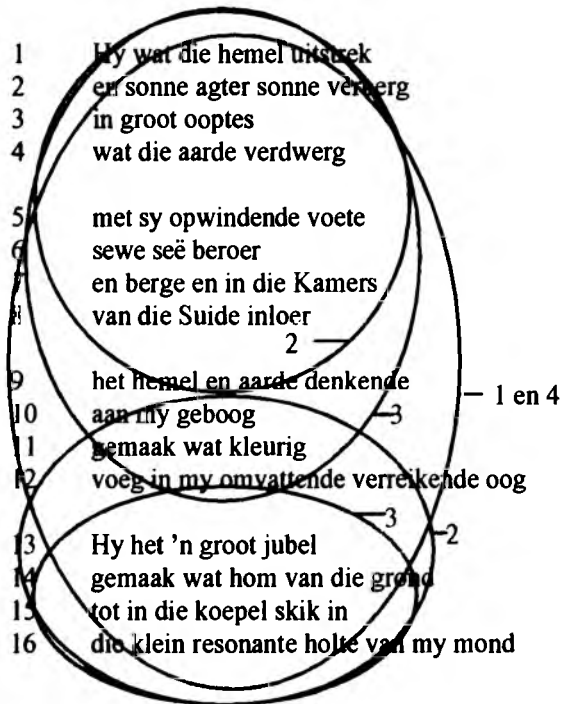 1 Hy wat die hemel uitstrek
2 en sonne agter sonne verberg
3 in groot ooptes
4 wat die aarde verdwerg
5 met sy opwindende voete
6 sewe seë beroer
7 en berge en in die Kamers
8 van die Suide inloer
2
9 het hemel en aarde denkende
1 en 4
10 aan my geboog
3
11 gemaak wat kleurig
12 voeg in my omvattende verreikende oog
3
2
13 Hy het 'n groot jubel
14 gemaak wat hom van die grond
15 tot in die koepel skik in
16 die klein resonante holte van my mond